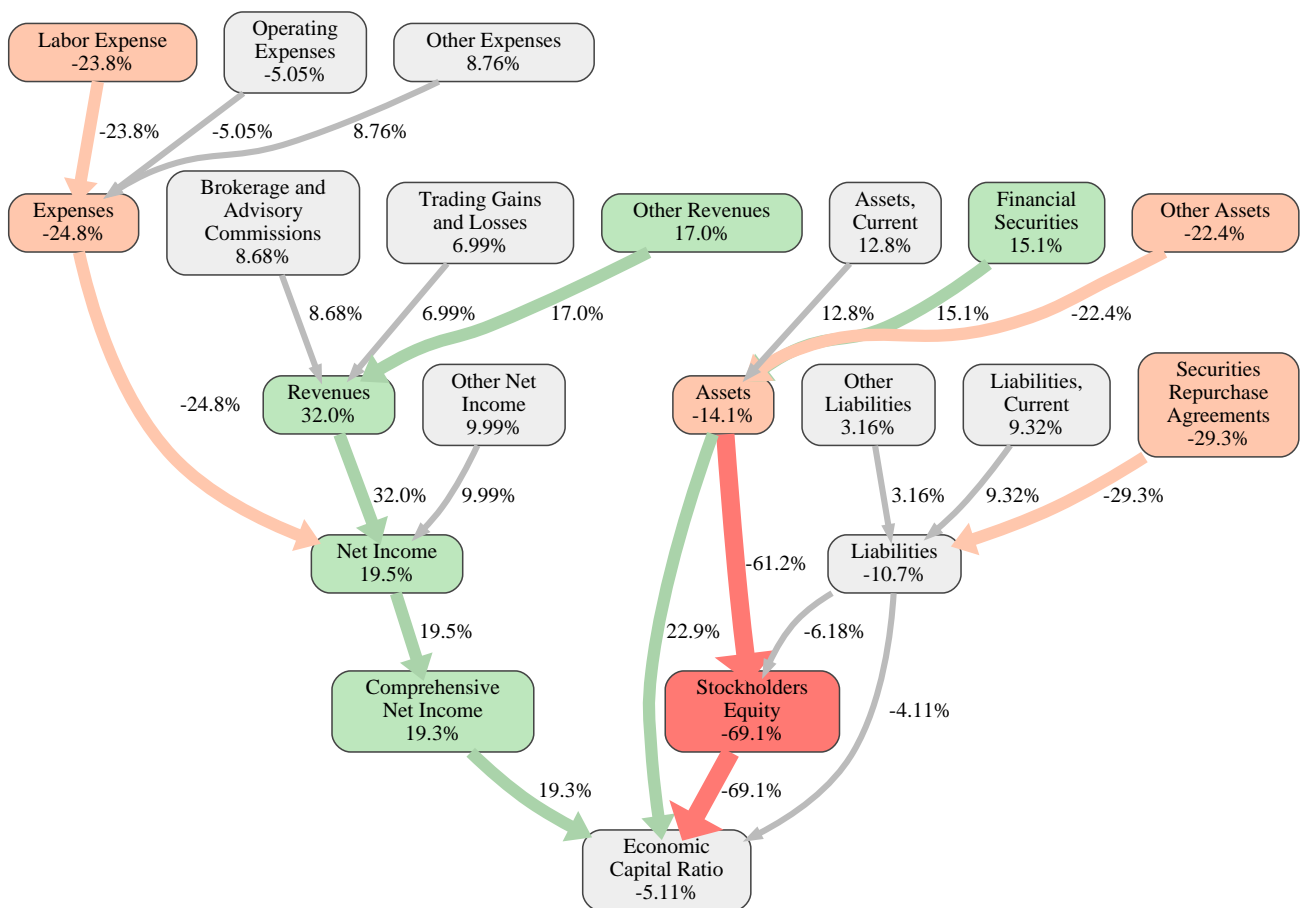 Labor Expense
-23.8%
Operating
Expenses
-5.05%
Other Expenses
8.76%
-23.8%
-5.05%
8.76%
Expenses
-24.8%
Brokerage and
Advisory
Commissions
8.68%
Trading Gains
and Losses
6.99%
Other Revenues
17.0%
Assets,
Current
12.8%
Financial
Securities
15.1%
Other Assets
-22.4%
8.68%
6.99%
17.0%
12.8%
15.1%
-22.4%
-24.8%
Revenues
32.0%
Other Net
Income
9.99%
Assets
-14.1%
Other
Liabilities
3.16%
Liabilities,
Current
9.32%
Securities
Repurchase
Agreements
-29.3%
32.0%
9.99%
3.16%
9.32%
-29.3%
Net Income
19.5%
-61.2%
Liabilities
-10.7%
19.5%
22.9%
-6.18%
Comprehensive
Net Income
19.3%
Stockholders
Equity
-69.1%
-4.11%
19.3%
-69.1%
Economic
Capital Ratio
-5.11%